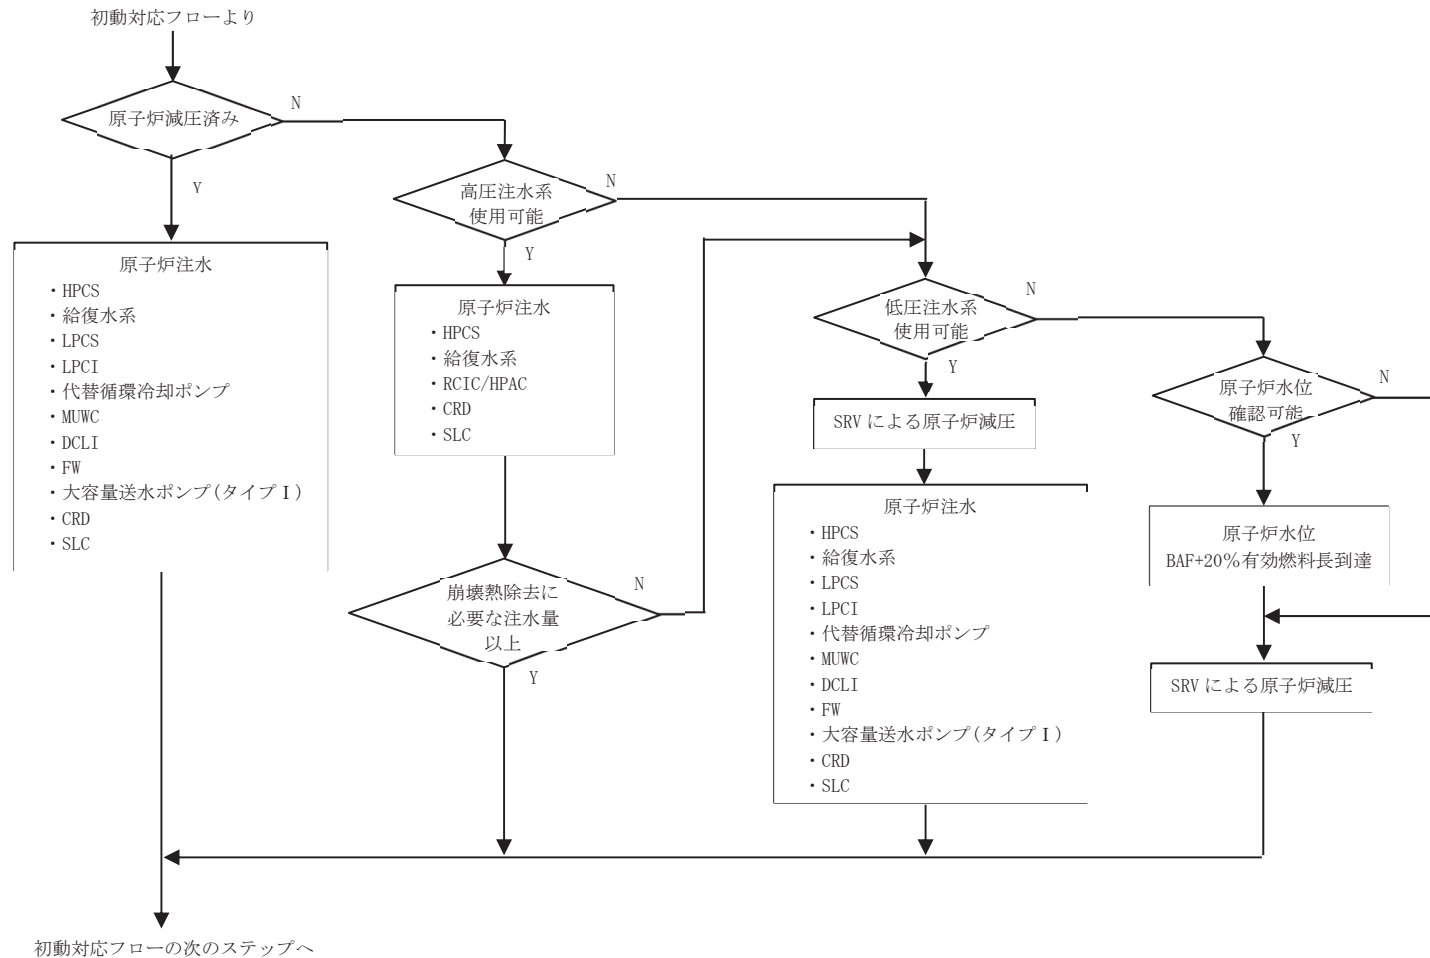 初動対応フローより
原子炉減圧済み
N
Y
原子炉注水
・HPCS
・給復水系
・LPCS
・LPCI
・代替循環冷却ポンプ
・MUWC
・DCLI
・FW
・大容量送水ポンプ(タイプⅠ)
・CRD
・SLC
高圧注水系
使用可能
N
Y
原子炉注水
・HPCS
・給復水系
・RCIC/HPAC
・CRD
・SLC
崩壊熱除去に
必要な注水量
以上
N
Y
低圧注水系
使用可能
N
Y
SRVによる原子炉減圧
原子炉注水
・HPCS
・給復水系
・LPCS
・LPCI
・代替循環冷却ポンプ
・MUWC
・DCLI
・FW
・大容量送水ポンプ(タイプⅠ)
・CRD
・SLC
原子炉水位
確認可能
N
Y
原子炉水位
BAF+20%有効燃料長到達
SRVによる原子炉減圧
初動対応フローの次のステップへ